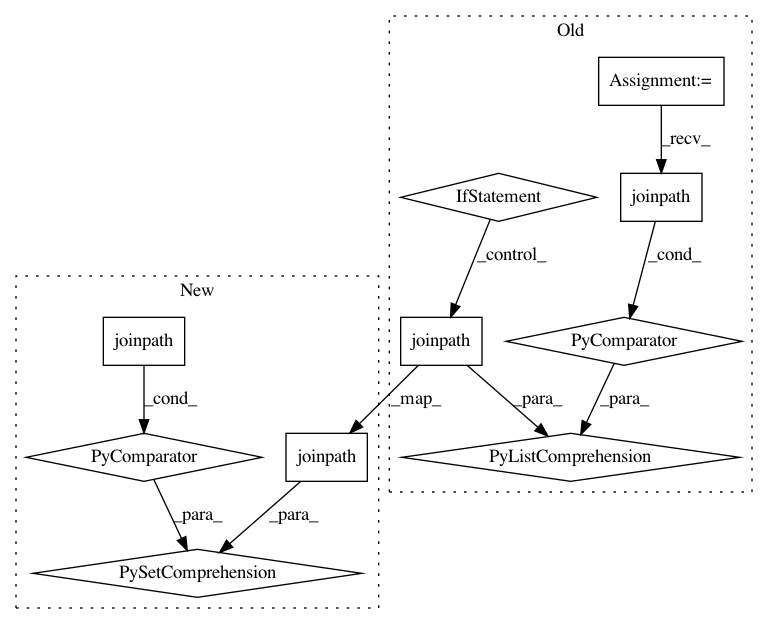 Old
Assignment:=
_recv_
IfStatement
joinpath
_control_
_cond_
New
joinpath
joinpath
PyComparator
_cond_
_map_
_para_
_para_
PyComparator
joinpath
PyListComprehension
_para_
_para_
PySetComprehension